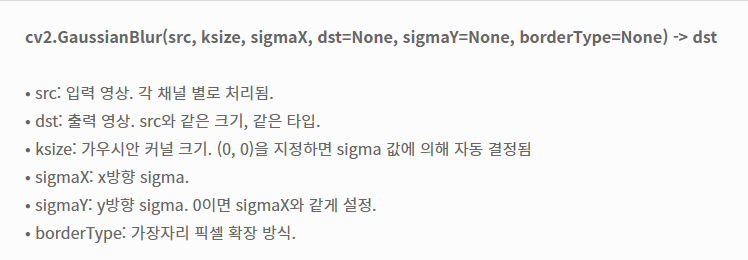 cv2.GaussianBlur(src, ksize, sigmaX, dst=None, sigmaY=None, borderType=None) -> dst
• src: 입력 영상. 각 채널 별로 처리됨.
• dst: 출력 영상. src와 같은 크기, 같은 타입.
• ksize: 가우시안 커널 크기. (0, 0)을 지정하면 sigma 값에 의해 자동 결정됨
• sigmaX: x방향 sigma.
• sigmaY: y방향 sigma. 0이면 sigmaX와 같게 설정.
• borderType: 가장자리 픽셀 확장 방식.